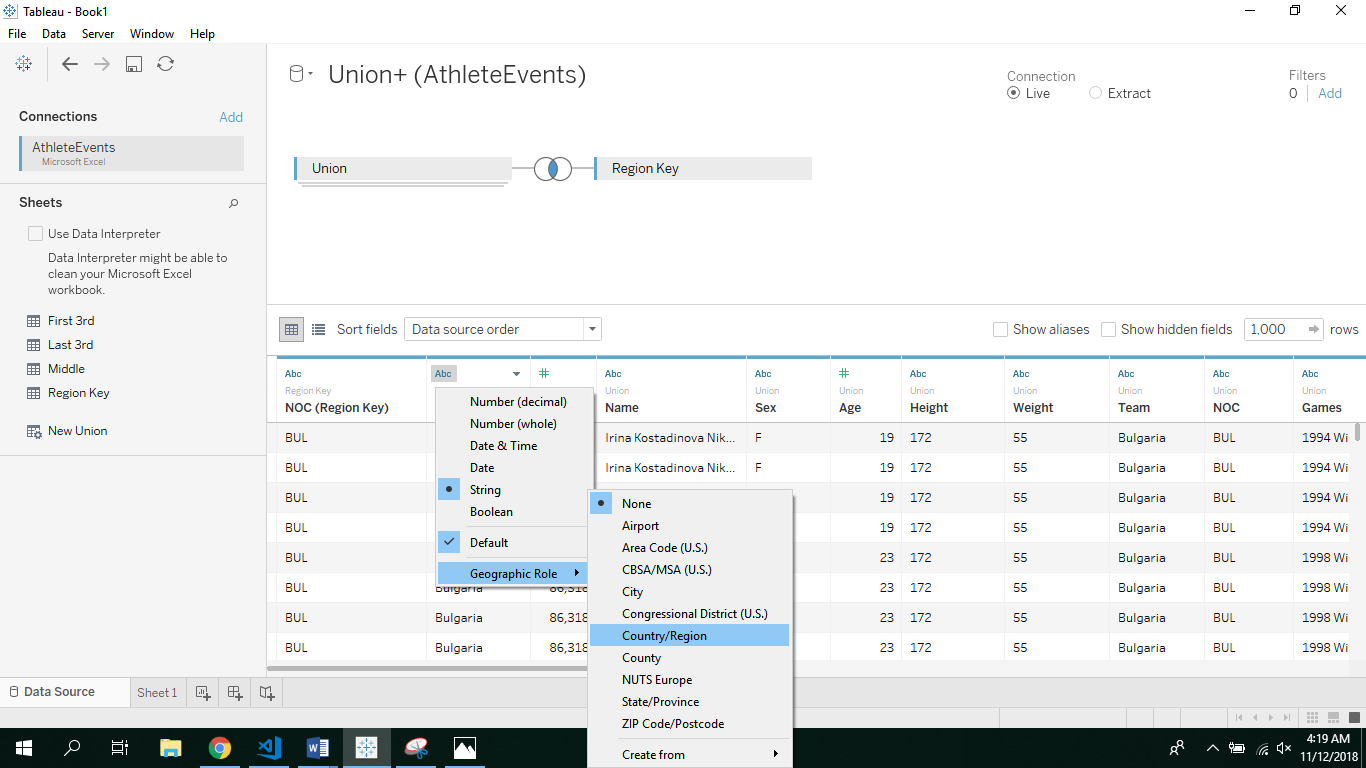 Tableau - Book1
File Data Server Window Help
Connections Add
AthleteEvents
Microsoft Excel
Sheets
Use Data Interpreter
Data Interpreter might be able to
clean your Microsoft Excel
workbook.
First 3rd
Last 3rd
Middle
Region Key
New Union
Union+ (AthleteEvents)
Connection
Live Extract
Filters
0 Add
Union Region Key
Sort fields Data source order Show aliases Show hidden fields 1,000 rows
Abc Abc # Abc Abc # Abc Abc Abc Abc Abc
Region Key Union Union Union Union Union Union Union Union
NOC (Region Key) Name Sex Age Height Weight Team NOC Games
BUL Irina Kostadinova Nik... F 19 172 55 Bulgaria BUL 1994 Wi
BUL Irina Kostadinova Nik... F 19 172 55 Bulgaria BUL 1994 Wi
BUL 19 172 55 Bulgaria BUL 1994 Wi
BUL 19 172 55 Bulgaria BUL 1994 Wi
BUL 23 172 55 Bulgaria BUL 1998 Wi
BUL Bulgaria 86,318 23 172 55 Bulgaria BUL 1998 Wi
BUL Bulgaria 86,318 23 172 55 Bulgaria BUL 1998 Wi
BUL Bulgaria 86,318 23 172 55 Bulgaria BUL 1998 Wi
Number (decimal)
Number (whole)
Date & Time
Date
String
Boolean
Default
Geographic Role
None
Airport
Area Code (U.S.)
CBSA/MSA (U.S.)
City
Congressional District (U.S.)
Country/Region
County
NUTS Europe
State/Province
ZIP Code/Postcode
Create from
Data Source Sheet 1
4:19 AM
11/12/2018